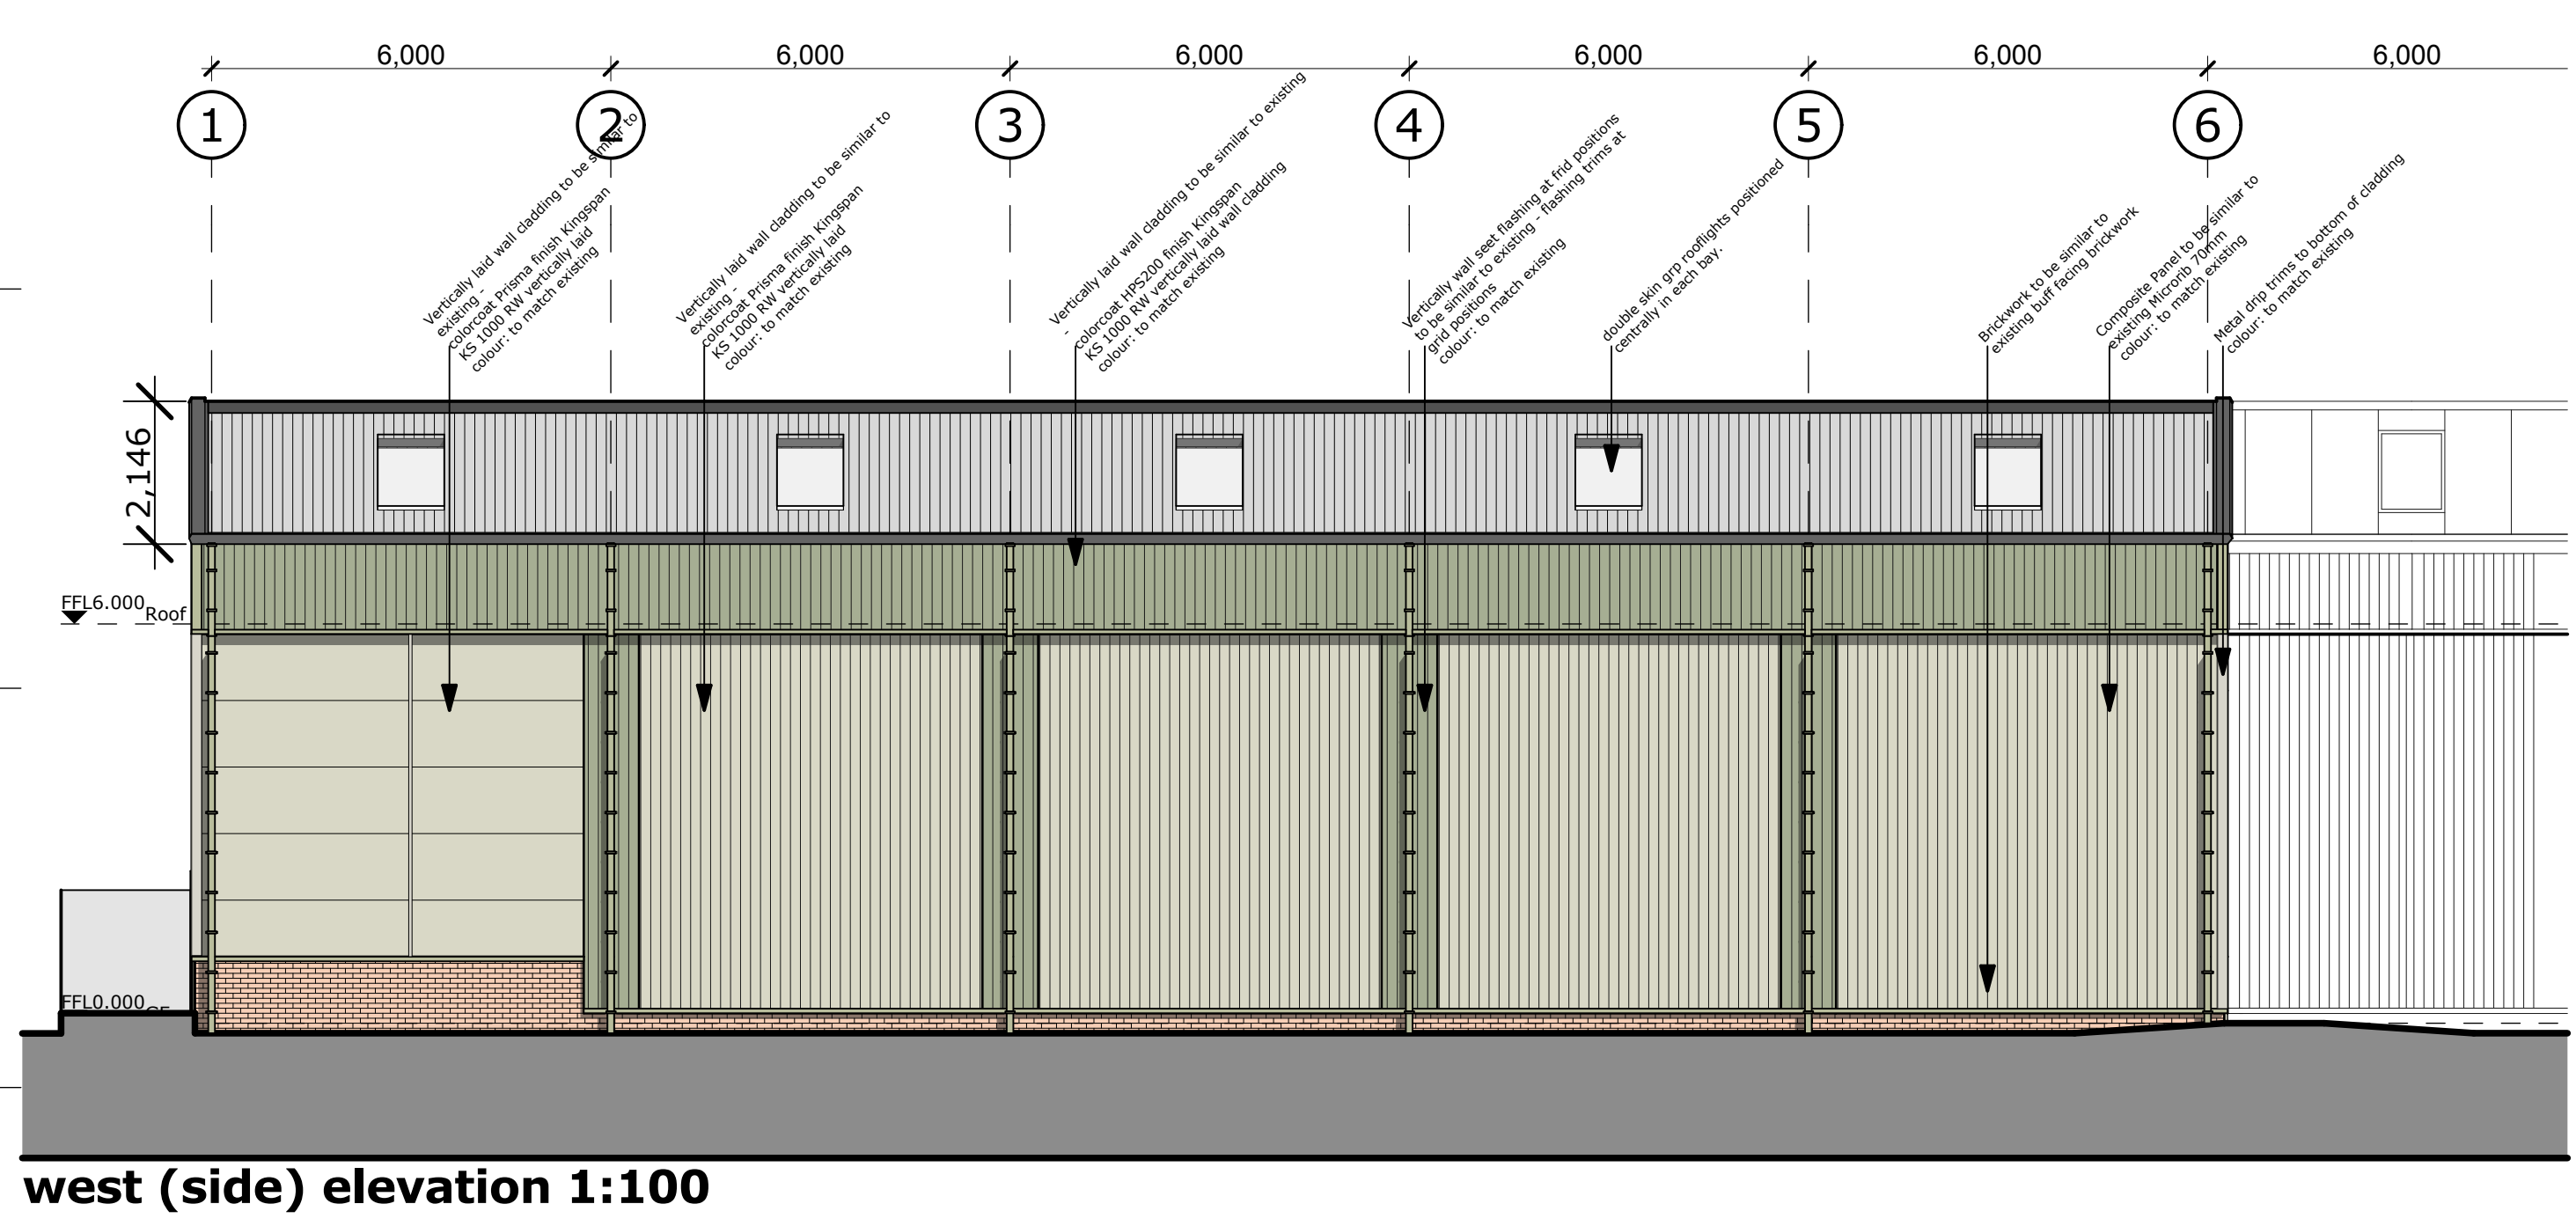 6,000 6,000 6,000 6,000 6,000 6,000
1 2 3 4 5 6
Vertically laid wall cladding to be similar to
existing -
colorcoat Prisma finish Kingspan
KS 1000 RW vertically laid
colour: to match existing
Vertically laid wall cladding to be similar to
existing -
colorcoat Prisma finish Kingspan
KS 1000 RW vertically laid
colour: to match existing
Vertically laid wall cladding to be similar to existing
-
colorcoat HPS200 finish Kingspan
KS 1000 RW vertically laid wall cladding
colour: to match existing
Vertically wall seet flashing at frid positions
to be similar to existing - flashing trims at
grid positions
colour: to match existing
double skin grp rooflights positioned
centrally in each bay.
Brickwork to be similar to
existing buff facing brickwork
Composite Panel to be similar to
existing Microrib 70mm
colour: to match existing
Metal drip trims to bottom of cladding
colour: to match existing
2,146
FFL6.000 Roof
FFL0.000
west (side) elevation 1:100